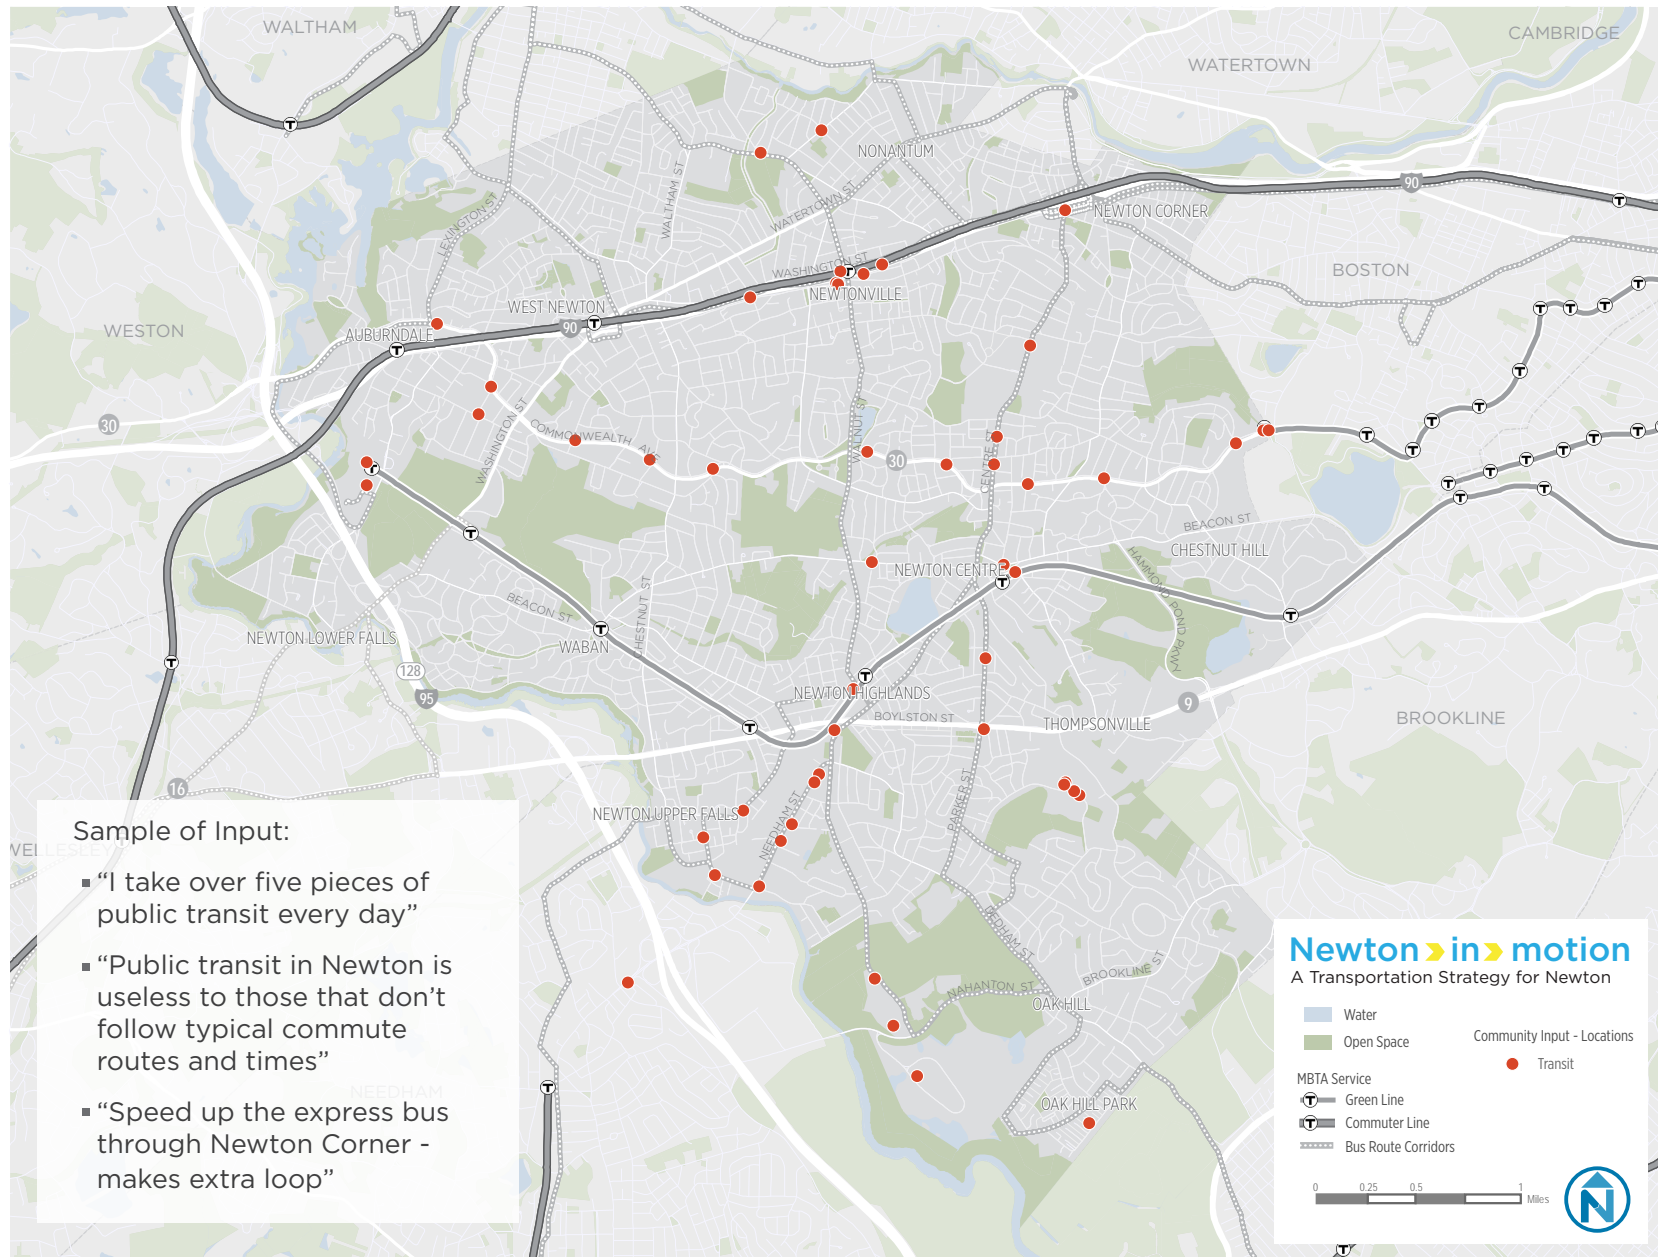 WALTHAM
CAMBRIDGE
WATERTOWN
NONANTUM
WALTHAM ST
LEXINGTON ST
WATERTOWN ST
90
NEWTON CORNER
WASHINGTON ST
BOSTON
NEWTONVILLE
WEST NEWTON
90
WESTON
AUBURNDALE
30
WASHINGTON ST
COMMONWEALTH AVE
WALNUT ST
30
CENTRE ST
BEACON ST
CHESTNUT HILL
HAMMOND POND PKWY
NEWTON CENTRE
BEACON ST
CHESTNUT ST
NEWTON LOWER FALLS
WABAN
128
95
NEWTON HIGHLANDS
BOYLSTON ST
THOMPSONVILLE
9
BROOKLINE
16
NEWTON UPPER FALLS
NEEDHAM ST
PARKER ST
WELLESLEY
Sample of Input:
“I take over five pieces of
public transit every day”
“Public transit in Newton is
useless to those that don’t
follow typical commute
routes and times”
NEEDHAM
“Speed up the express bus
through Newton Corner -
makes extra loop”
DEDHAM ST
BROOKLINE ST
NAHANTON ST
OAK HILL
OAK HILL PARK
Newton in motion
A Transportation Strategy for Newton
Water
Open Space
Community Input - Locations
Transit
MBTA Service
T Green Line
T Commuter Line
Bus Route Corridors
0 0.25 0.5 1
Miles
N